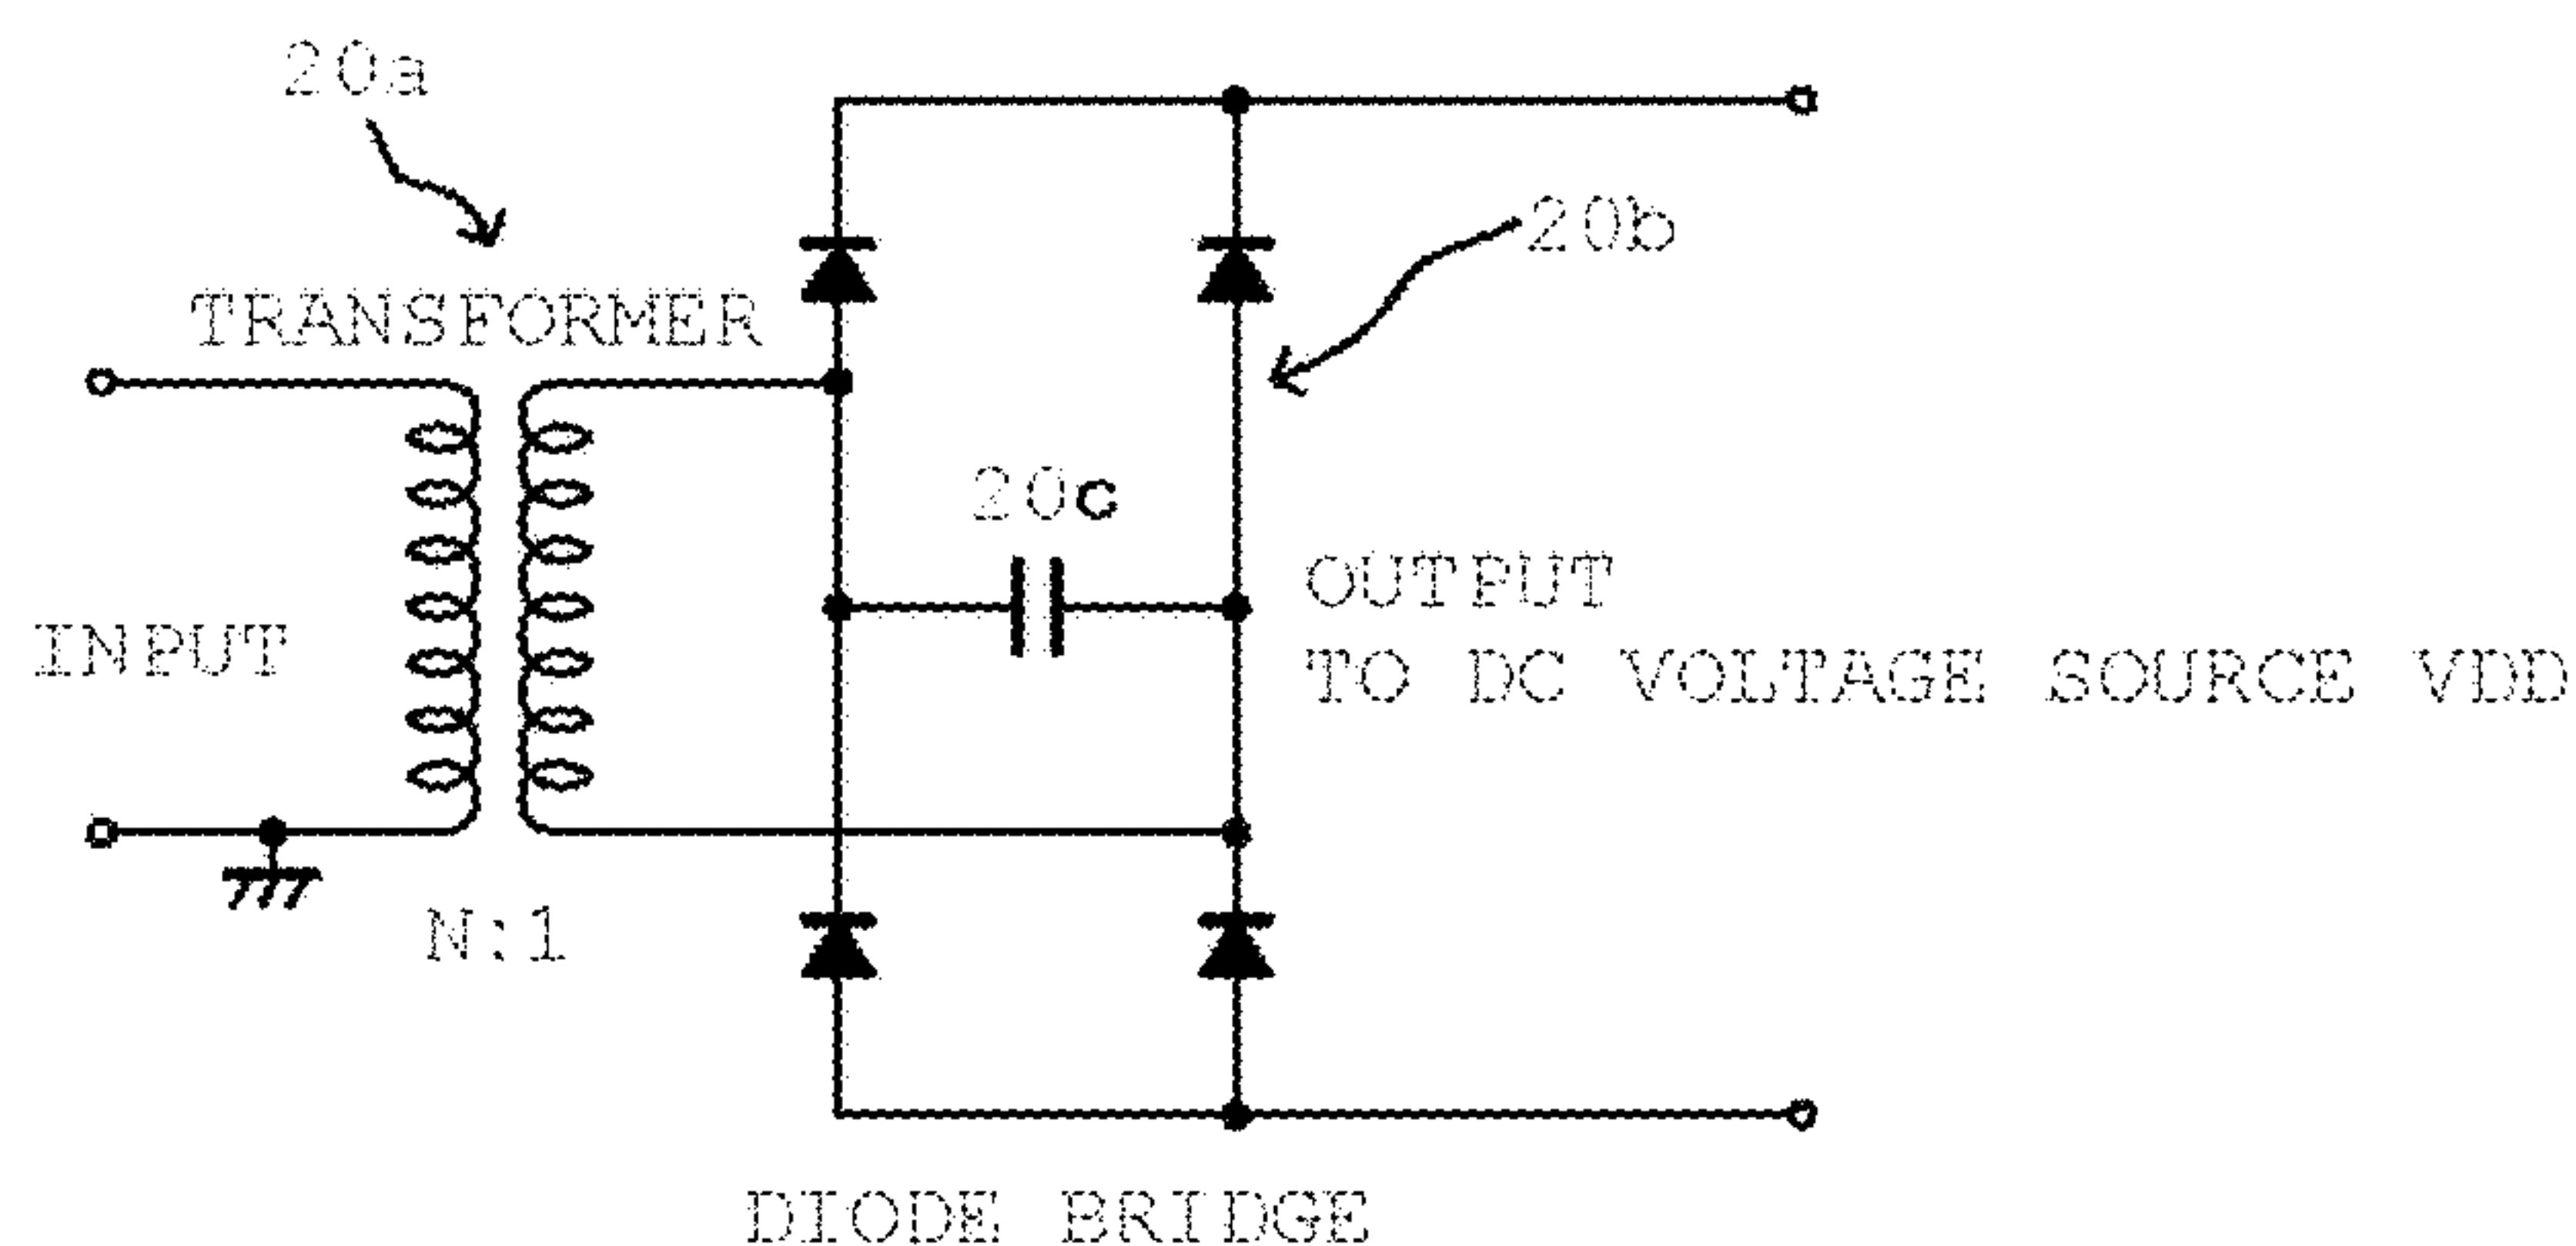 20a
20b
TRANSFORMER
20c
OUTPUT
TO DC VOLTAGE SOURCE VDD
INPUT
N:1
DIODE BRIDGE